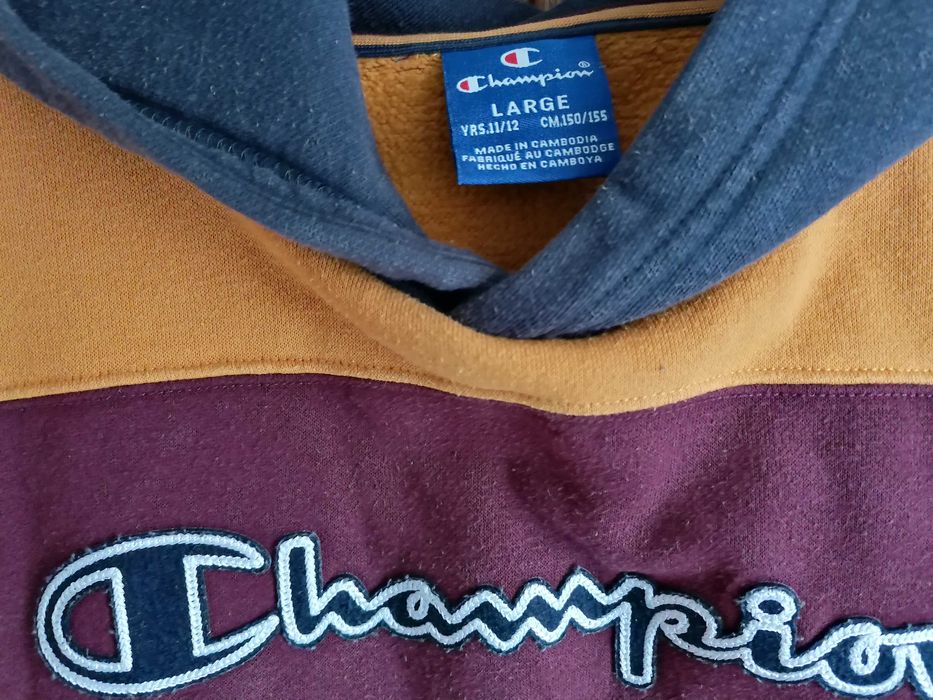 Champion®
LARGE
YRS.11/12 CM.150/155
MADE IN CAMBODIA
FABRIQUÉ AU CAMBODGE
HECHO EN CAMBOYA
Champion